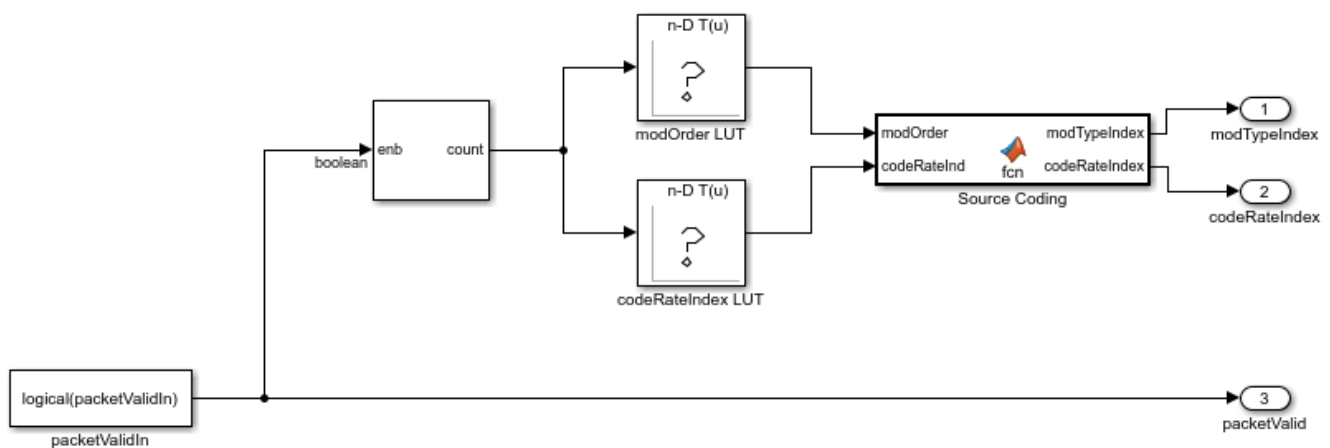 n-D T(u)
modOrder LUT
enb
count
boolean
n-D T(u)
codeRateIndex LUT
modOrder
codeRateInd
fcn
modTypeIndex
codeRateIndex
Source Coding
1
modTypeIndex
2
codeRateIndex
logical(packetValidIn)
packetValidIn
3
packetValid